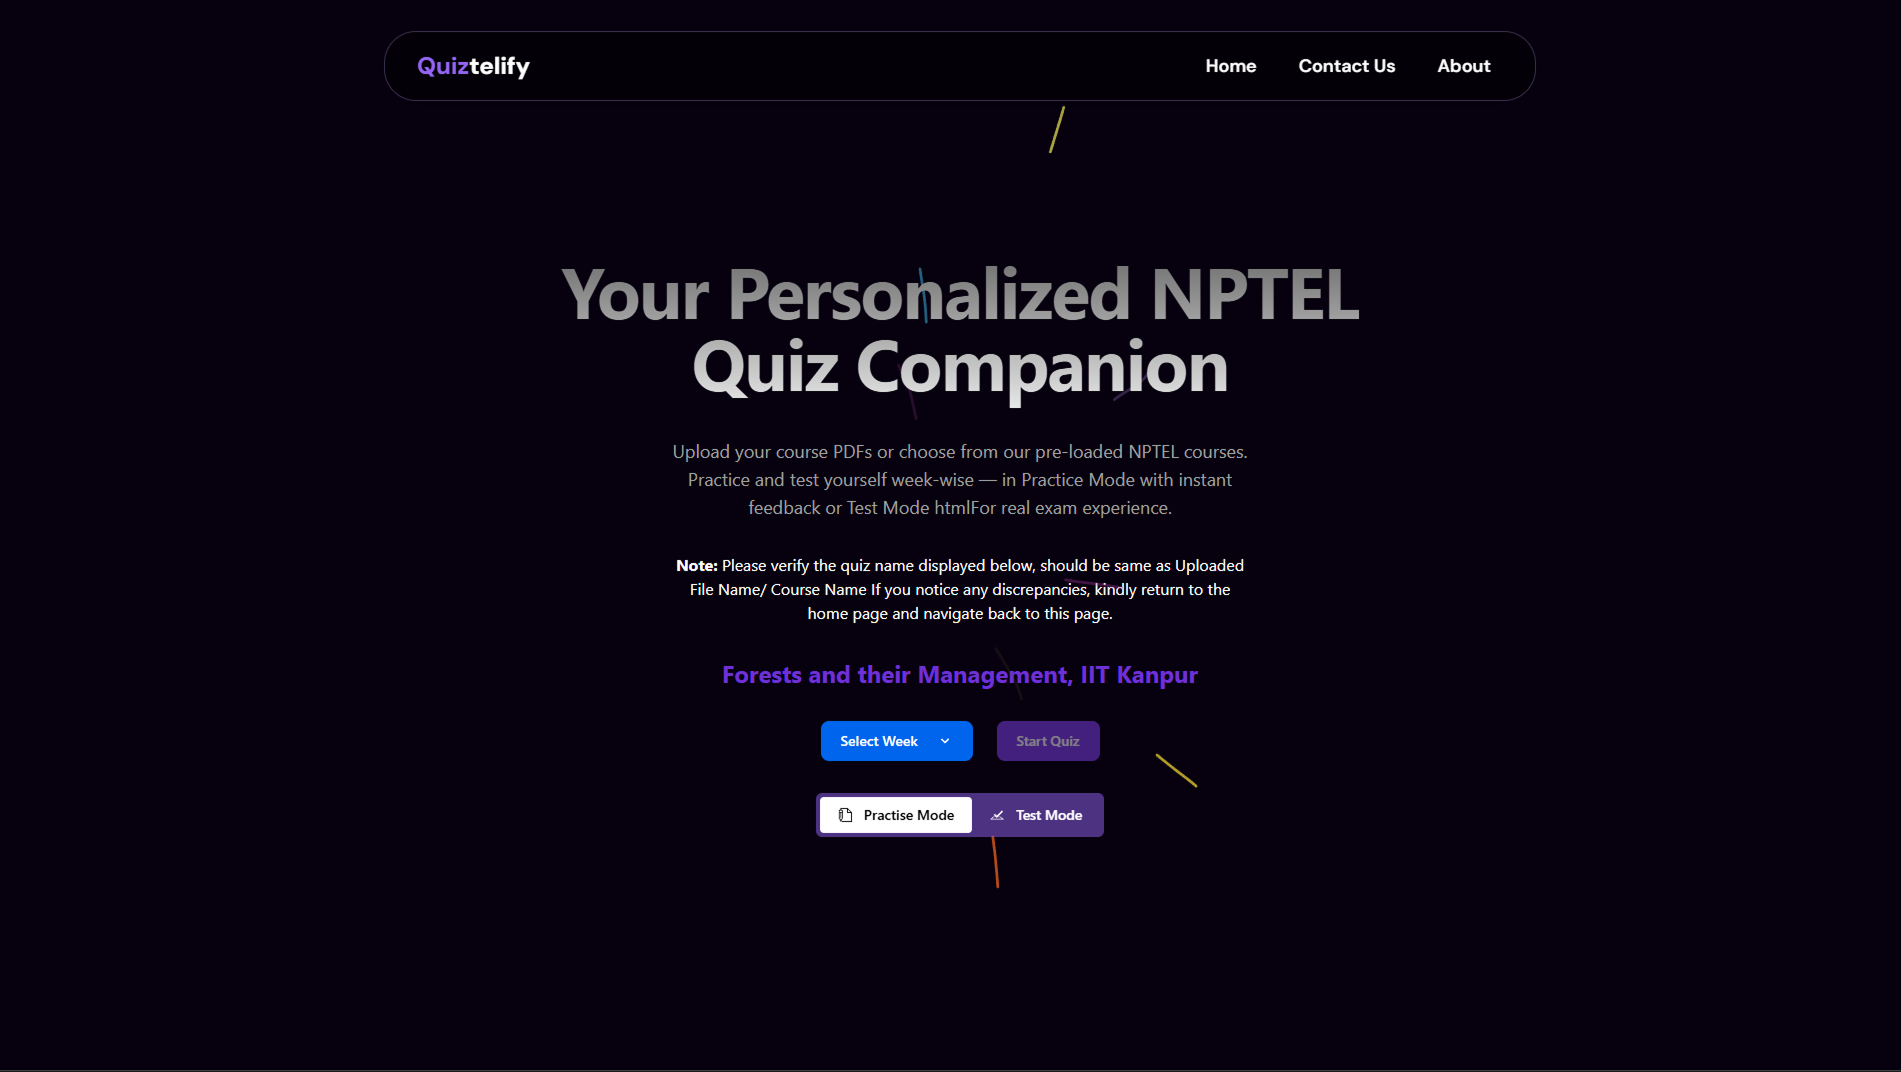 Quiztelify
Home
Contact Us
About
Your Personalized NPTEL
Quiz Companion
Upload your course PDFs or choose from our pre-loaded NPTEL courses.
Practice and test yourself week-wise — in Practice Mode with instant
feedback or Test Mode htmlFor real exam experience.
Note: Please verify the quiz name displayed below, should be same as Uploaded
File Name/ Course Name If you notice any discrepancies, kindly return to the
home page and navigate back to this page.
Forests and their Management, IIT Kanpur
Select Week
Start Quiz
Practise Mode
Test Mode